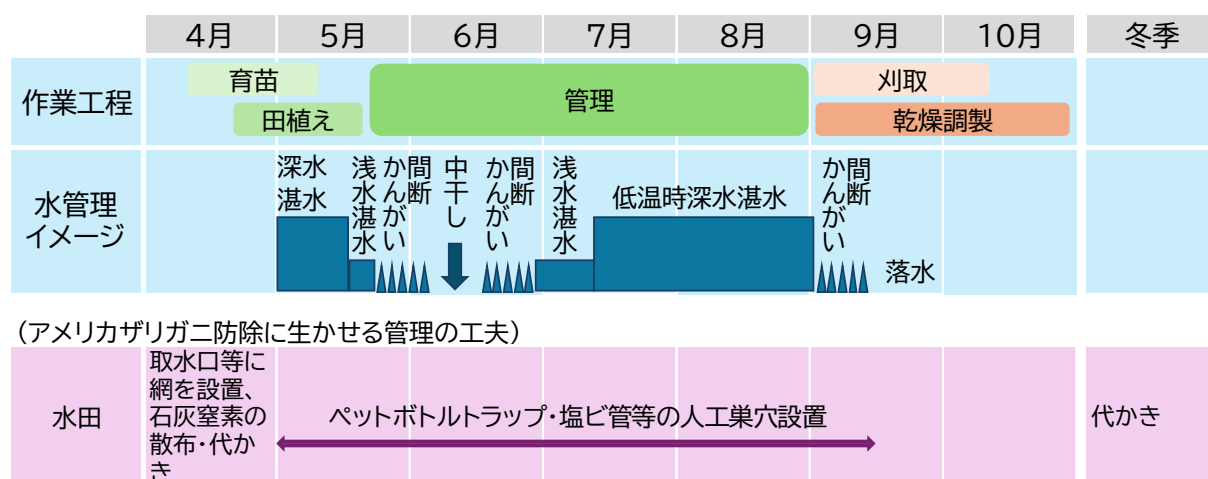 4月 5月 6月 7月 8月 9月 10月 冬季
作業工程
育苗
田植え
管理
刈取
乾燥調製
水管理
イメージ
深水
湛水
浅水湛水
間断
かんがい
中干し
間断
かんがい
浅水湛水
低温時深水湛水
間断
かんがい
落水
（アメリカザリガニ防除に生かせる管理の工夫）
水田
取水口等に
網を設置、
石灰窒素の
散布・代か
き
ペットボトルトラップ・塩ビ管等の人工巣穴設置
代かき